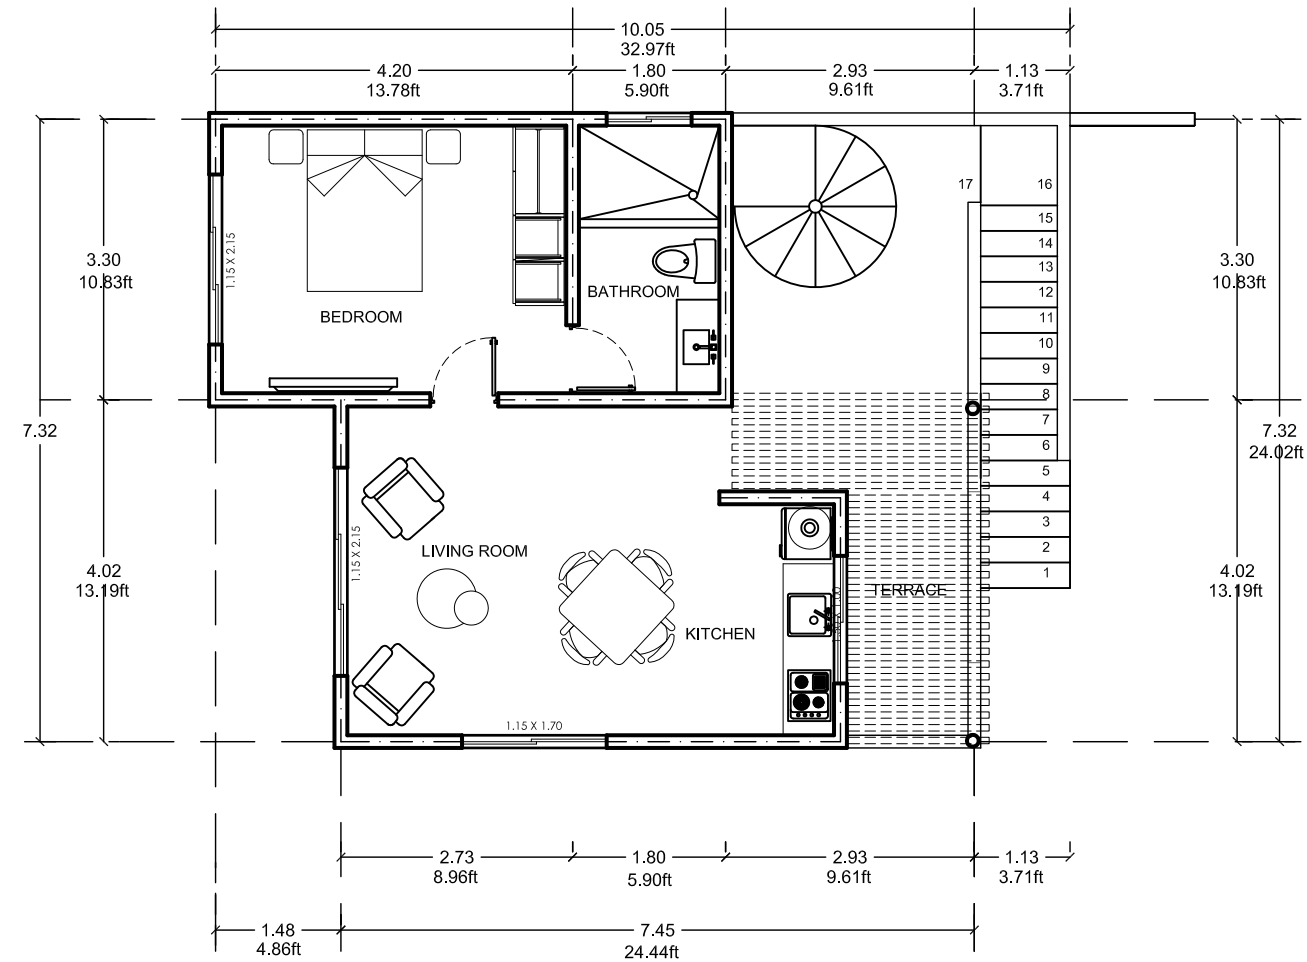 10.05
32.97ft
4.20
13.78ft
1.80
5.90ft
2.93
9.61ft
1.13
3.71ft
17
16
15
14
13
12
11
10
9
8
7
6
5
4
3
2
1
3.30
10.83ft
1.15 X 2.15
BEDROOM
BATHROOM
3.30
10.83ft
7.32
7.32
24.02ft
4.02
13.19ft
1.15 X 2.15
LIVING ROOM
KITCHEN
TERRACE
4.02
13.19ft
1.15 X 1.70
2.73
8.96ft
1.80
5.90ft
2.93
9.61ft
1.13
3.71ft
1.48
4.86ft
7.45
24.44ft